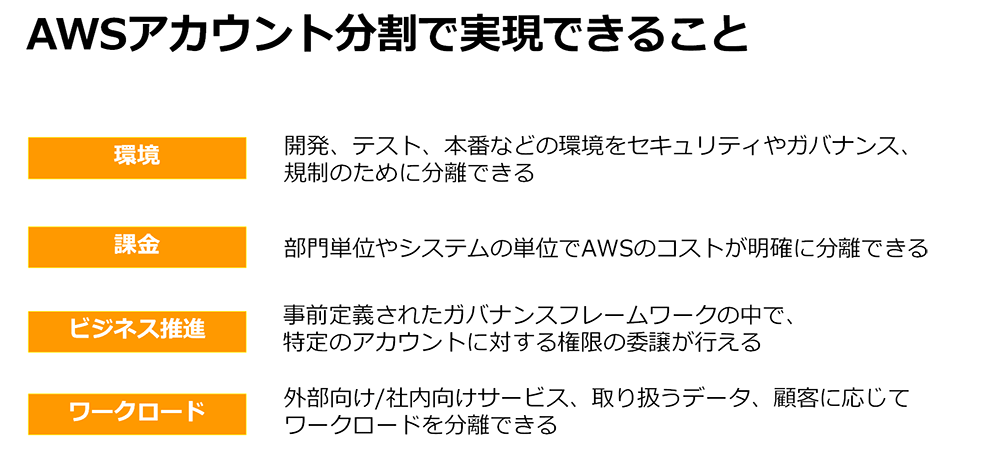 AWSアカウント分割で実現できること
環境
開発、テスト、本番などの環境をセキュリティやガバナンス、
規制のために分離できる
課金
部門単位やシステムの単位でAWSのコストが明確に分離できる
ビジネス推進
事前定義されたガバナンスフレームワークの中で、
特定のアカウントに対する権限の委譲が行える
ワークロード
外部向け/社内向けサービス、取り扱うデータ、顧客に応じて
ワークロードを分離できる